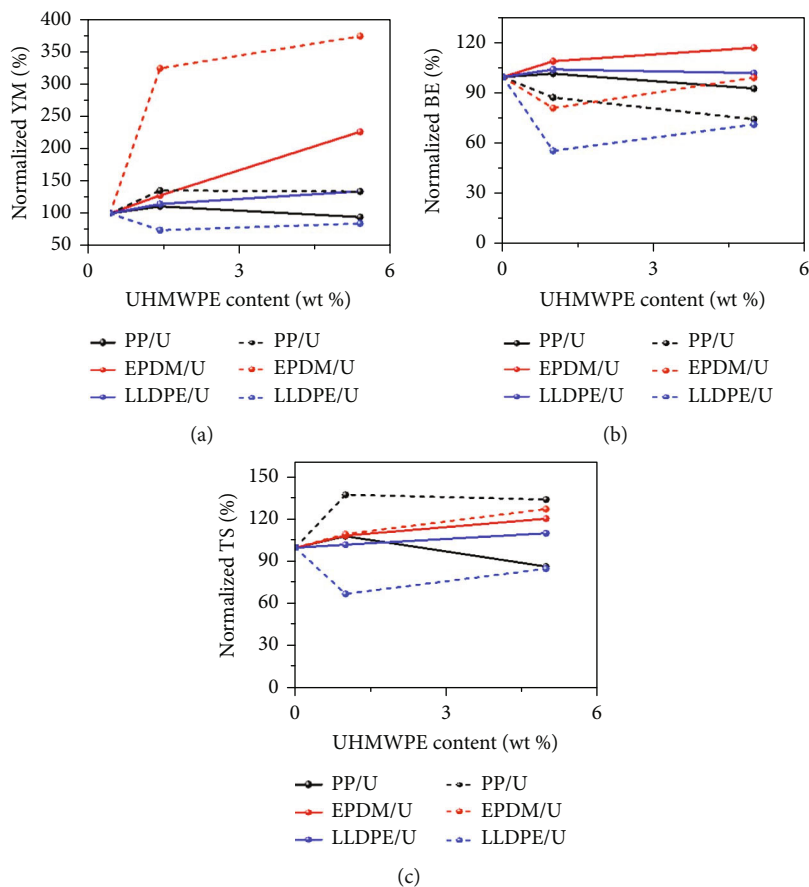 400
350
300
250
200
150
100
50
Normalized YM (%)
0 3 6
UHMWPE content (wt %)
PP/U PP/U
EPDM/U EPDM/U
LLDPE/U LLDPE/U
(a)
120
90
60
30
0
Normalized BE (%)
0 3 6
UHMWPE content (wt %)
PP/U PP/U
EPDM/U EPDM/U
LLDPE/U LLDPE/U
(b)
150
120
90
60
30
0
Normalized TS (%)
0 3 6
UHMWPE content (wt %)
PP/U PP/U
EPDM/U EPDM/U
LLDPE/U LLDPE/U
(c)